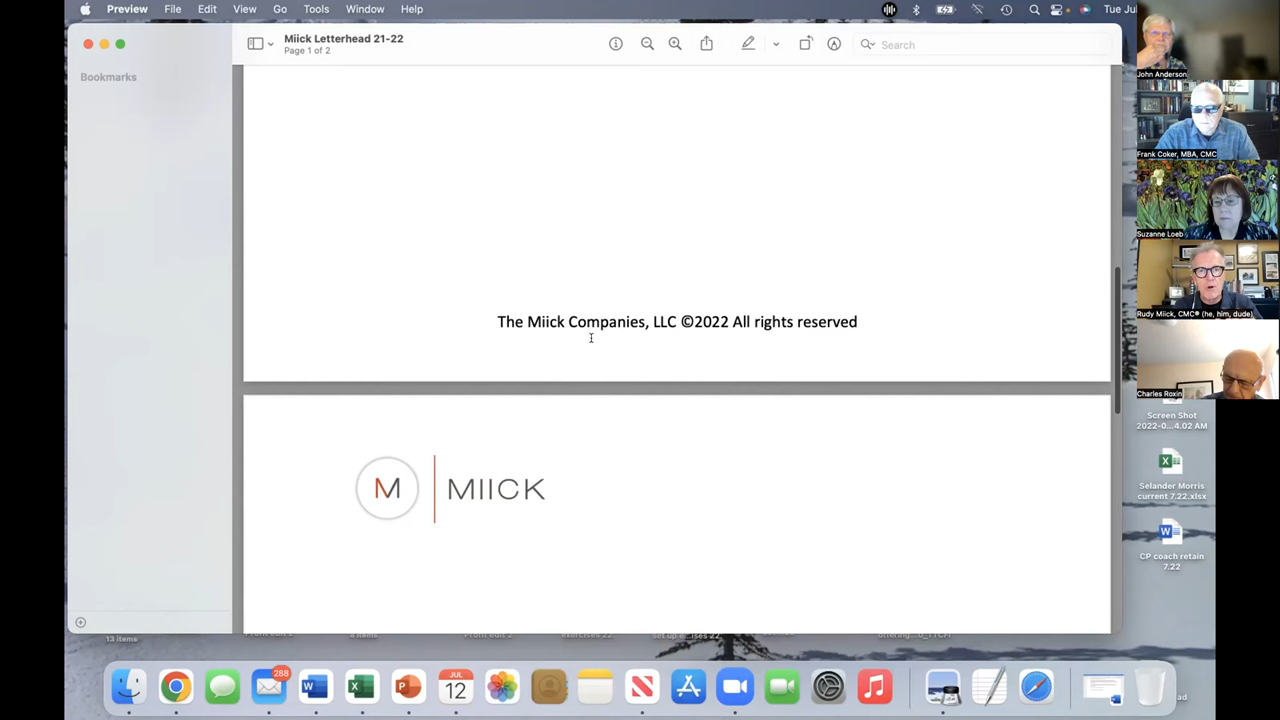 Preview File Edit View Go Tools Window Help
Tue Jul
Miick Letterhead 21-22
Page 1 of 2
Search
Bookmarks
The Miick Companies, LLC ©2022 All rights reserved
M MIICK
John Anderson
Frank Coker, MBA, CMC
Suzanne Loeb
Rudy Miick, CMC® (he, him, dude)
Charles Roxin
Screen Shot
2022-0...4.02 AM
Selander Morris
current 7.22.xlsx
CP coach retain
7.22
13 items
288
JUL
12